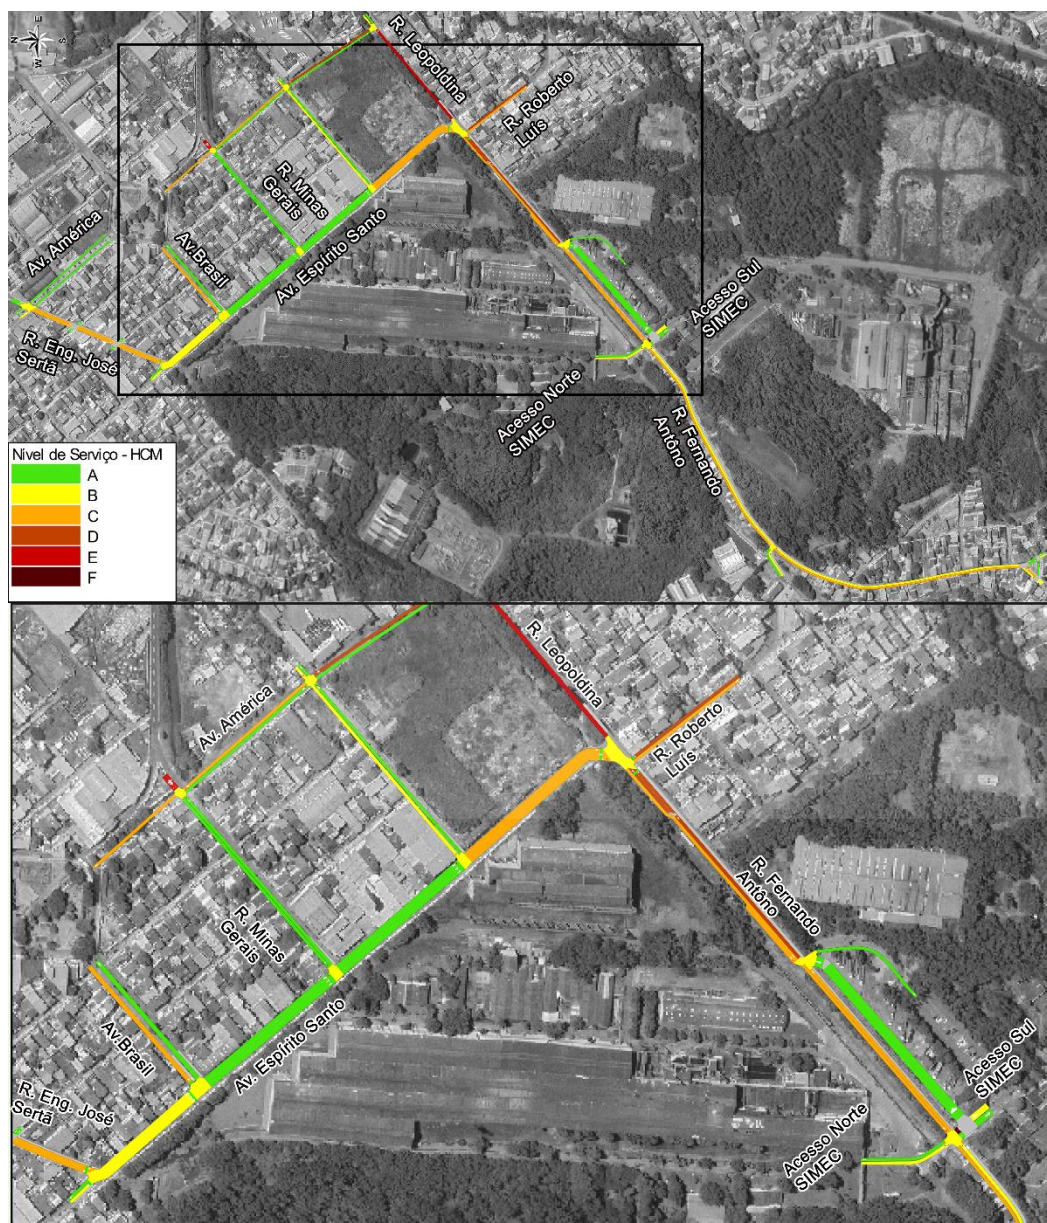 N
E
S
W
R. Leopoldina
R. Roberto
Luís
R. Minas
Gerais
Av. América
Av.Brasil
Av. Espírito Santo
R. Eng. José
Sertã
Acesso Sul
SIMEC
Acesso Norte
SIMEC
R. Fernando
Antôno
Nível de Serviço - HCM
A
B
C
D
E
F
R. Leopoldina
Av. América
R. Roberto
Luís
R. Fernando
Antôno
R. Minas
Gerais
Av. Espírito Santo
Av.Brasil
R. Eng. José
Sertã
Acesso Sul
SIMEC
Acesso Norte
SIMEC